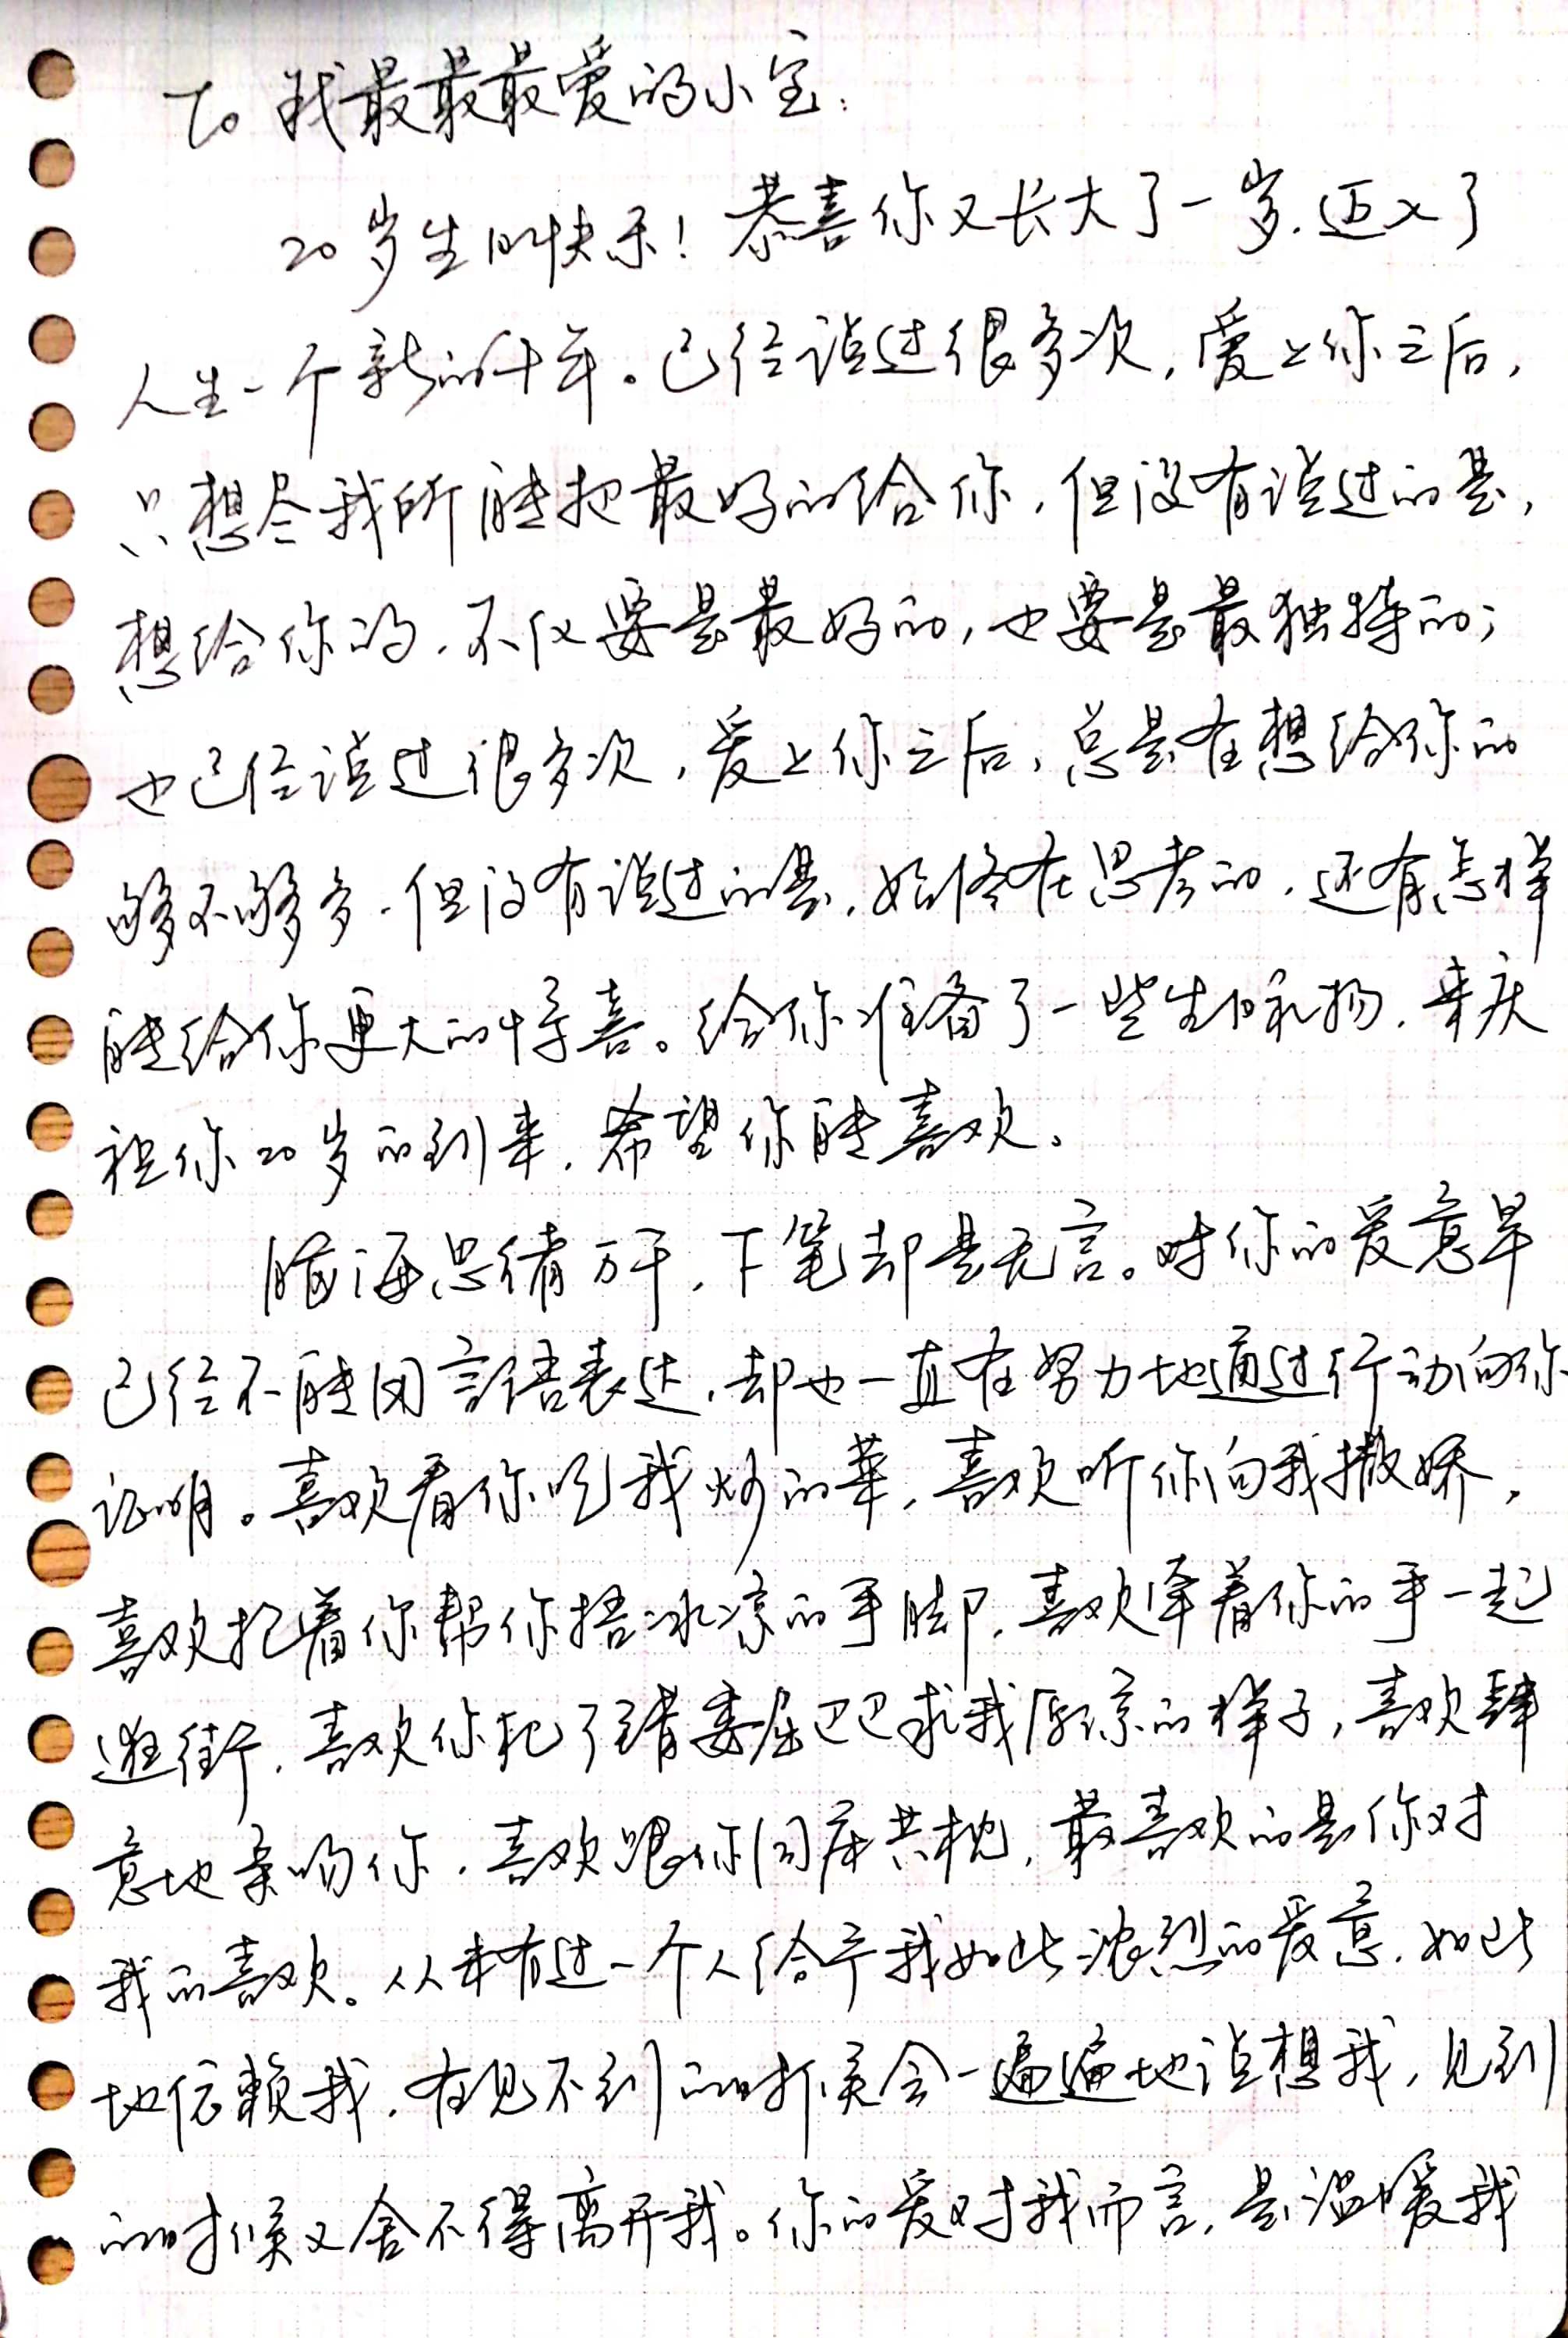 To 我最最最爱的小宝:
20岁生日快乐！恭喜你又长大了一岁，迈入了
人生一个新的十年。已经说过很多次，爱上你之后，
只想尽我所能把最好的给你，但没有说过的是，
想给你的，不仅要是最好的，也要是最独特的；
也已经说过很多次，爱上你之后，总是在想给你的
够不够多，但没有说过的是，始终在思考的，还有怎样
能给你更大的惊喜。给你准备了一些生日礼物，来庆
祝你20岁的到来，希望你能喜欢。
脑海思绪万千，下笔却是无言。对你的爱意早
已经不能用言语表达，却也一直在努力地通过行动向你
证明。喜欢看你吃我炒的菜，喜欢听你向我撒娇，
喜欢抱着你帮你捂冰凉的手脚，喜欢牵着你的手一起
逛街，喜欢你犯了错委屈巴巴求我原谅的样子，喜欢肆
意地亲吻你，喜欢跟你同床共枕，最喜欢的是你对
我的喜欢。从未有过一个人给予我如此浓烈的爱意，如此
地信赖我，在见不到的时候会一遍遍地说想我，见到
的时候又舍不得离开我。你的爱对我而言，是温暖我